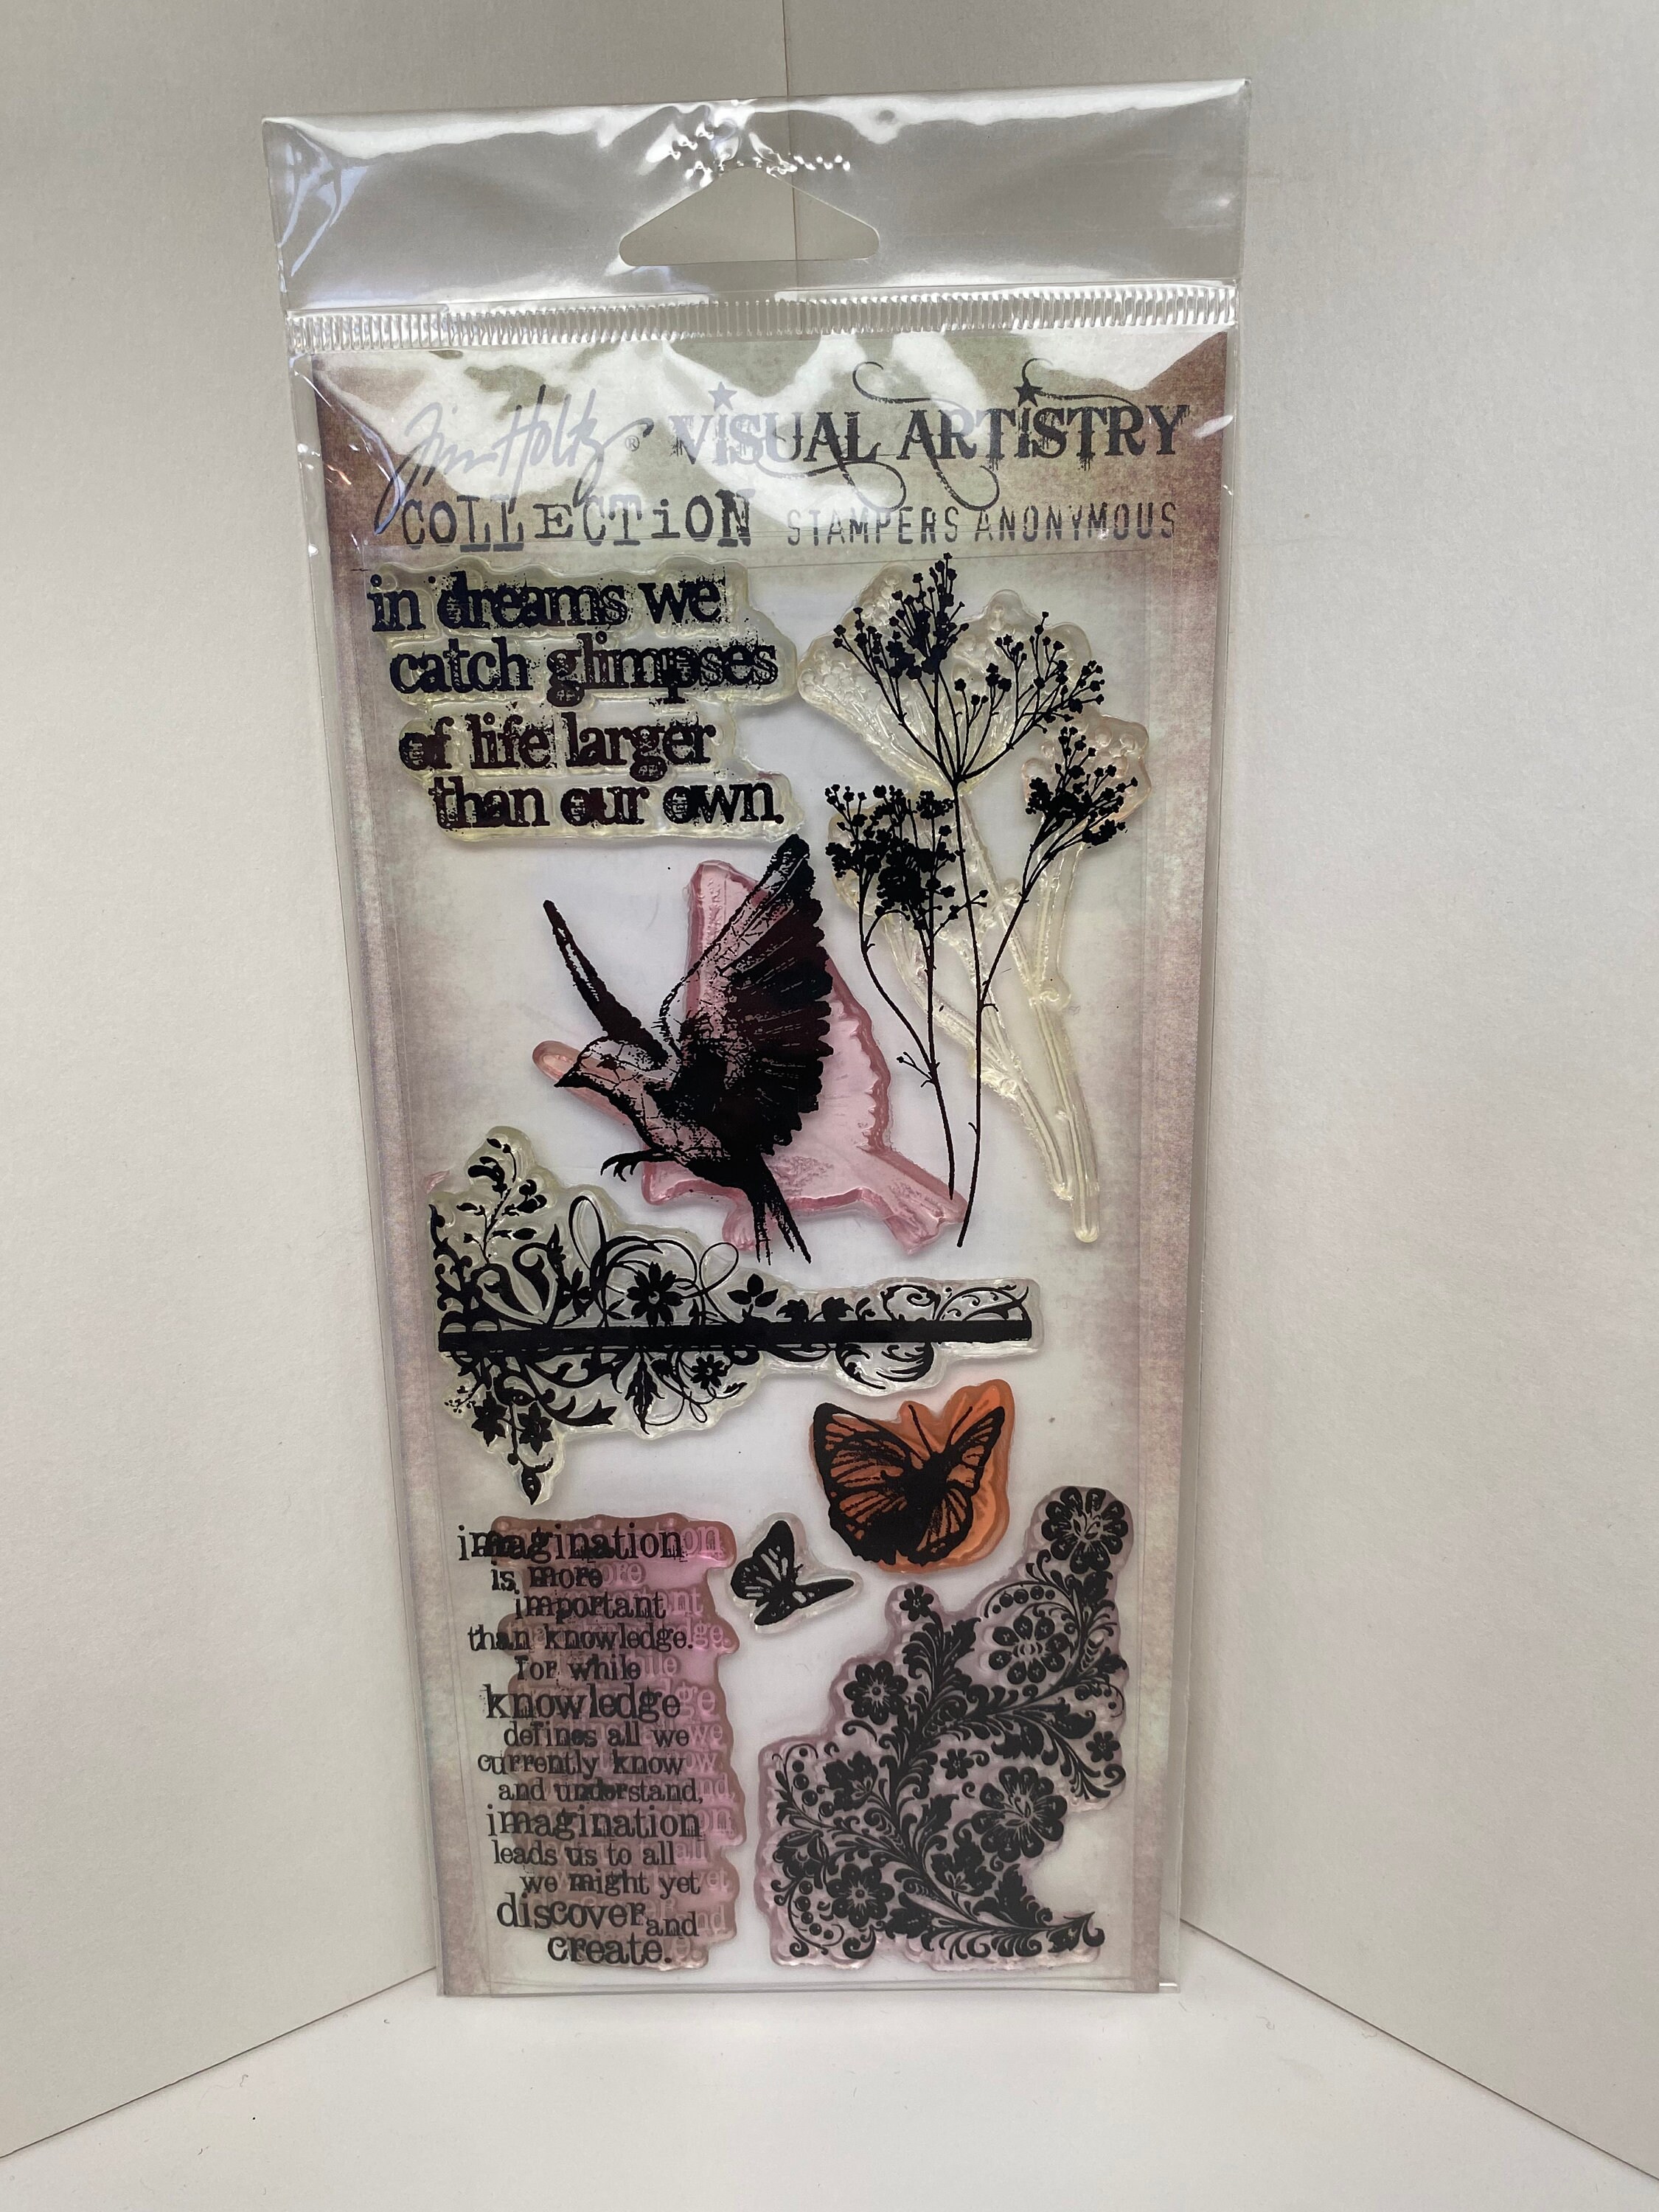 Tim Holtz® VISUAL ARTISTRY
COLLECTION STAMPERS ANONYMOUS
in dreams we
catch glimpses
of life larger
than our own.
imagination
is more
important
than knowledge.
for while
knowledge
defines all we
currently know
and understand,
imagination
leads us to all
we might yet
discover and
create.